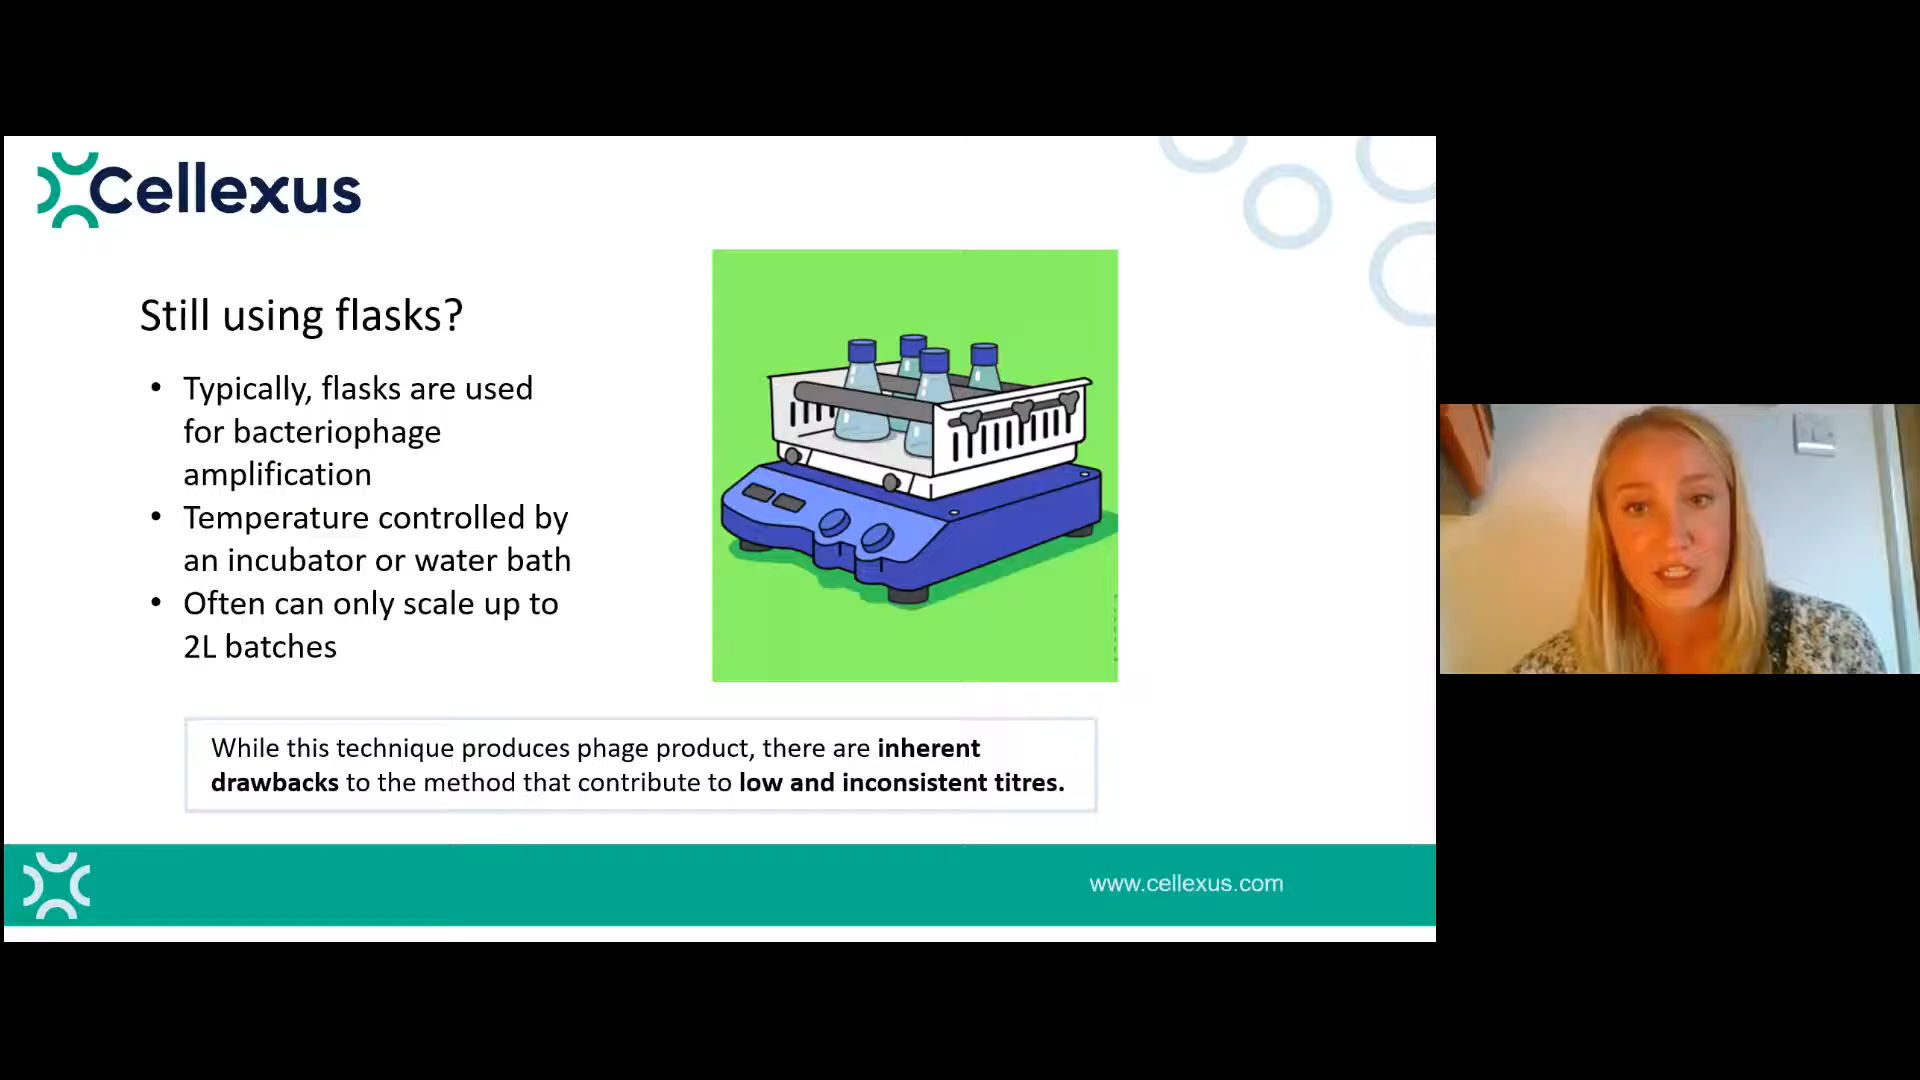 Cellexus
Still using flasks?
• Typically, flasks are used
for bacteriophage
amplification
• Temperature controlled by
an incubator or water bath
• Often can only scale up to
2L batches
While this technique produces phage product, there are inherent
drawbacks to the method that contribute to low and inconsistent titres.
www.cellexus.com